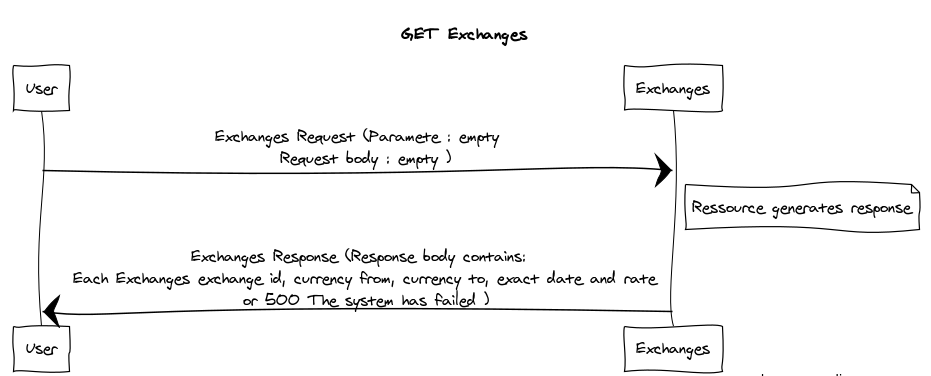 GET Exchanges
User
Exchanges
Exchanges Request (Paramete : empty
Request body : empty )
Ressource generates response
Exchanges Response (Response body contains:
Each Exchanges exchange id, currency from, currency to, exact date and rate
or 500 The system has failed )
User
Exchanges